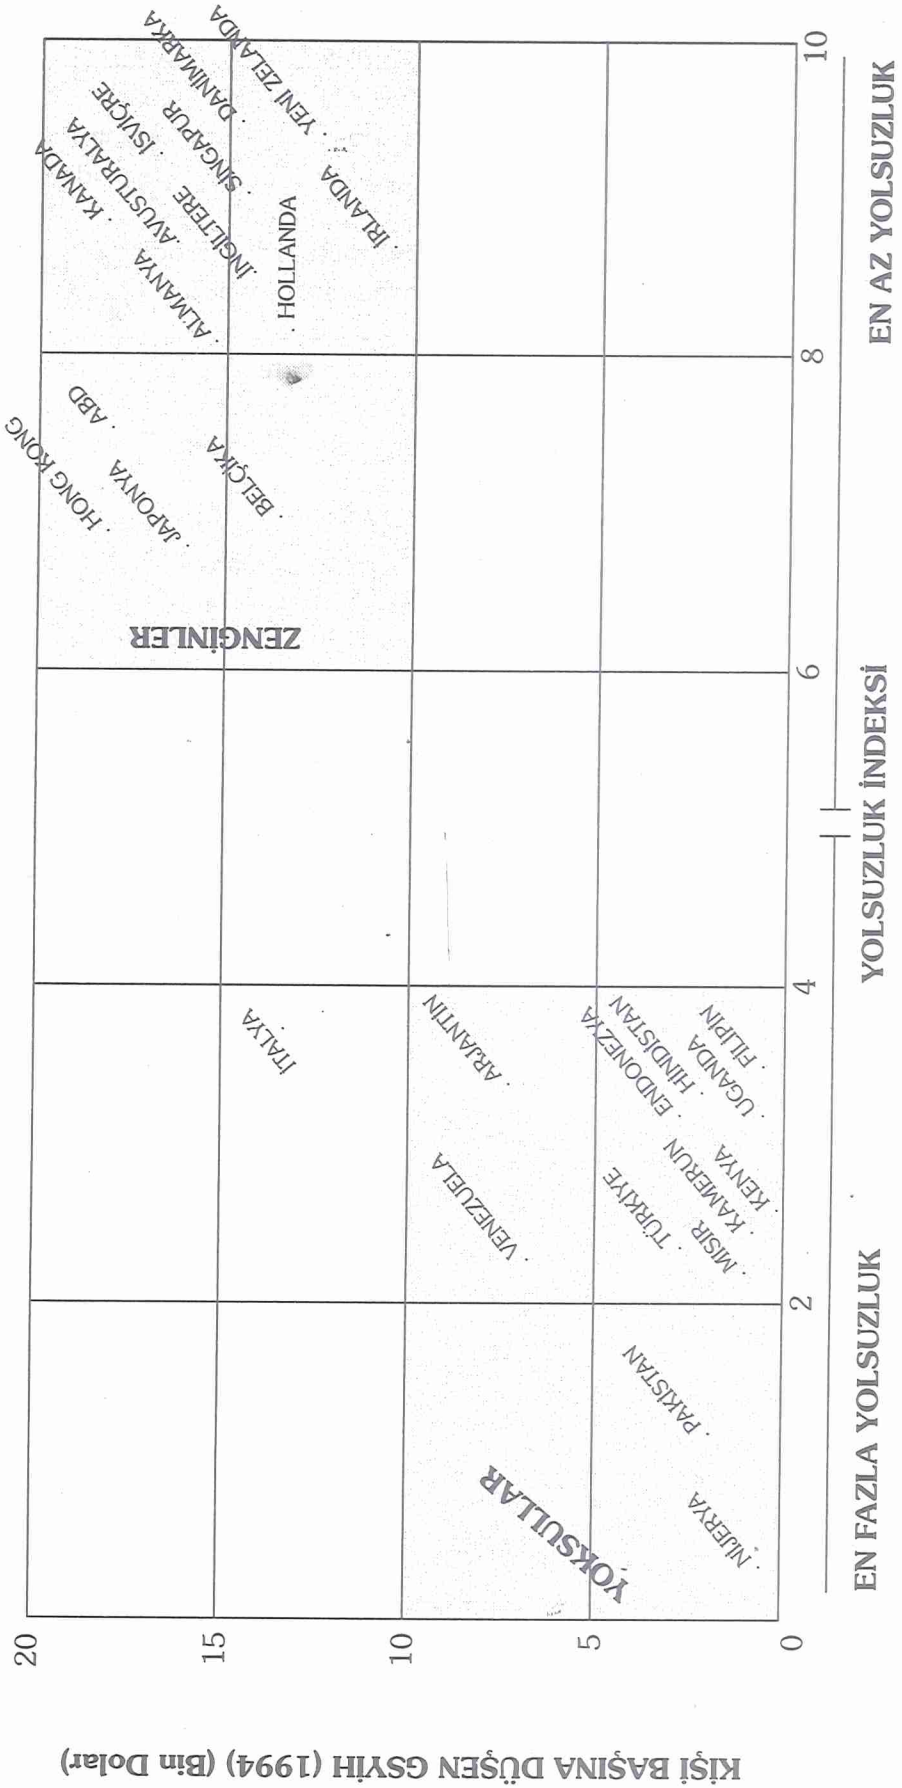 KİŞİ BAŞINA DÜŞEN GSYİH (1994) (Bin Dolar)
20
15
10
5
0
2
4
6
8
10
HONG KONG
ABD
JAPONYA
BELÇİKA
ZENGİNLER
KANADA
AVUSTURALYA
İSVİÇRE
ALMANYA
İNGİLTERE
SİNGAPUR
DANİMARKA
YENİ ZELANDA
HOLLANDA
İRLANDA
İTALYA
ARJANTİN
VENEZUELA
ENDONEZYA
HİNDİSTAN
UGANDA
FİLİPİN
TÜRKİYE
KAMERUN
MISIR
KENYA
YOKSULLAR
PAKİSTAN
NİJERYA
EN FAZLA YOLSUZLUK
YOLSUZLUK İNDEKSİ
EN AZ YOLSUZLUK